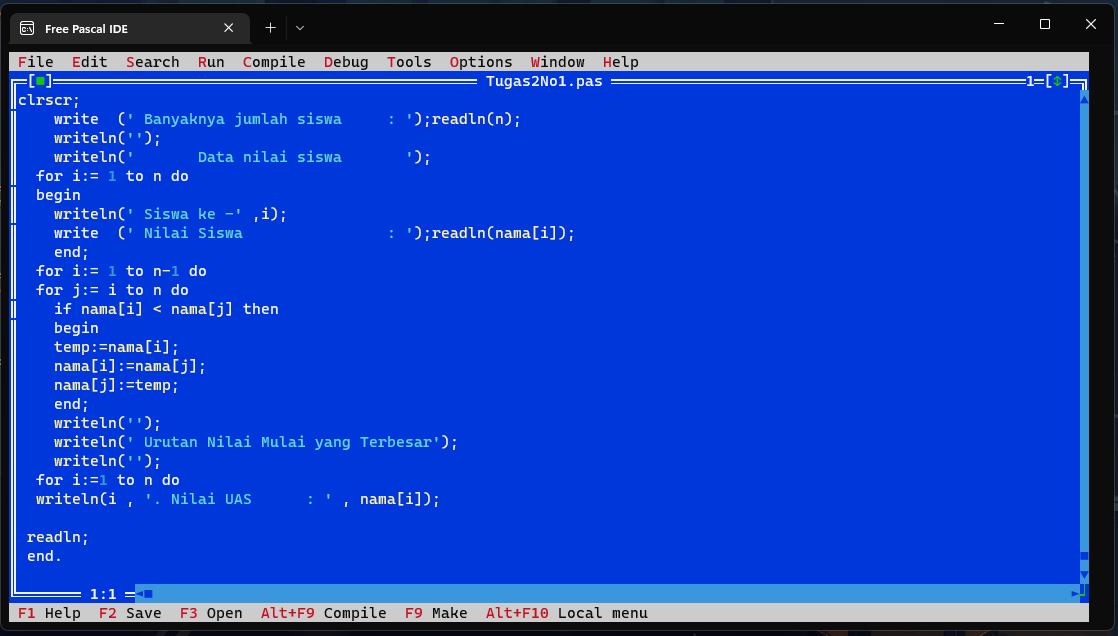 Free Pascal IDE
File Edit Search Run Compile Debug Tools Options Window Help
Tugas2No1.pas 1
clrscr;
write (' Banyaknya jumlah siswa : ');readln(n);
writeln('');
writeln(' Data nilai siswa ');
for i:= 1 to n do
begin
writeln(' Siswa ke -' ,i);
write (' Nilai Siswa : ');readln(nama[i]);
end;
for i:= 1 to n-1 do
for j:= i to n do
if nama[i] < nama[j] then
begin
temp:=nama[i];
nama[i]:=nama[j];
nama[j]:=temp;
end;
writeln('');
writeln(' Urutan Nilai Mulai yang Terbesar');
writeln('');
for i:=1 to n do
writeln(i , '. Nilai UAS : ' , nama[i]);
readln;
end.
1:1
F1 Help F2 Save F3 Open Alt+F9 Compile F9 Make Alt+F10 Local menu